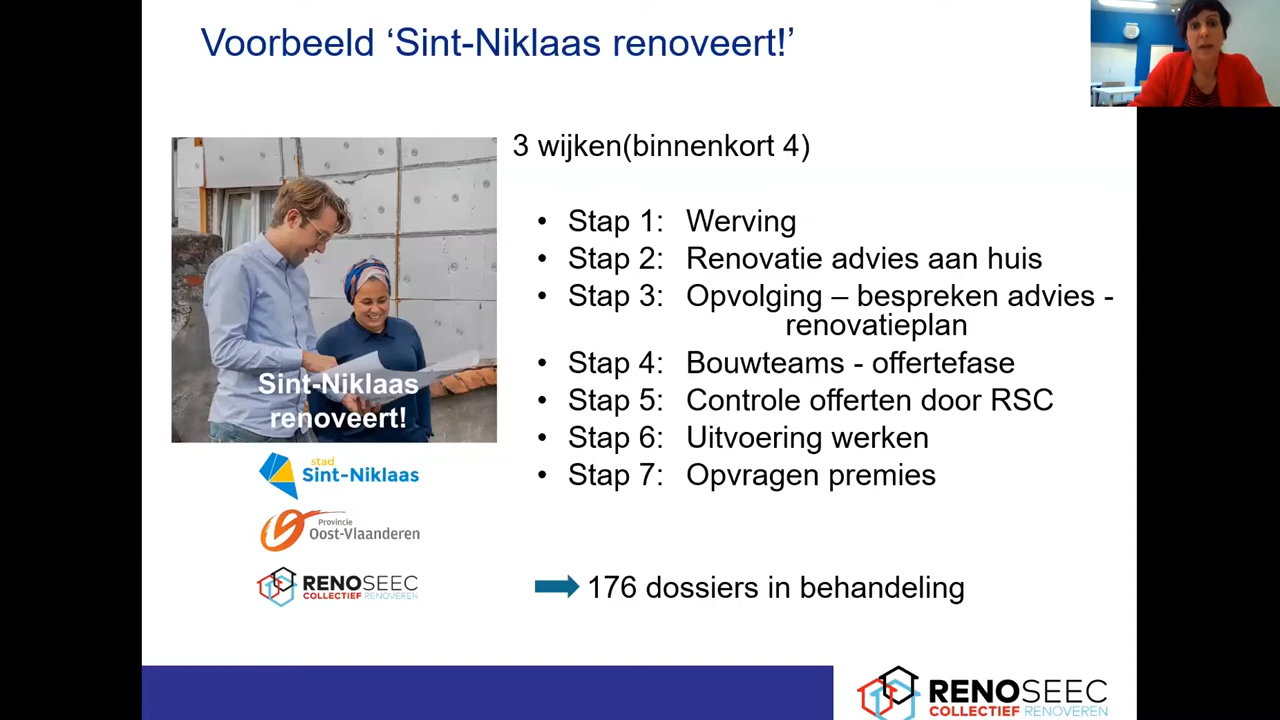 Voorbeeld ‘Sint-Niklaas renoveert!’
3 wijken(binnenkort 4)
• Stap 1: Werving
• Stap 2: Renovatie advies aan huis
• Stap 3: Opvolging – bespreken advies -
renovatieplan
• Stap 4: Bouwteams - offertefase
• Stap 5: Controle offerten door RSC
• Stap 6: Uitvoering werken
• Stap 7: Opvragen premies
176 dossiers in behandeling
Sint-Niklaas
renoveert!
stad
Sint-Niklaas
Provincie
Oost-Vlaanderen
RENOSEEC
COLLECTIEF RENOVEREN
RENOSEEC
COLLECTIEF RENOVEREN